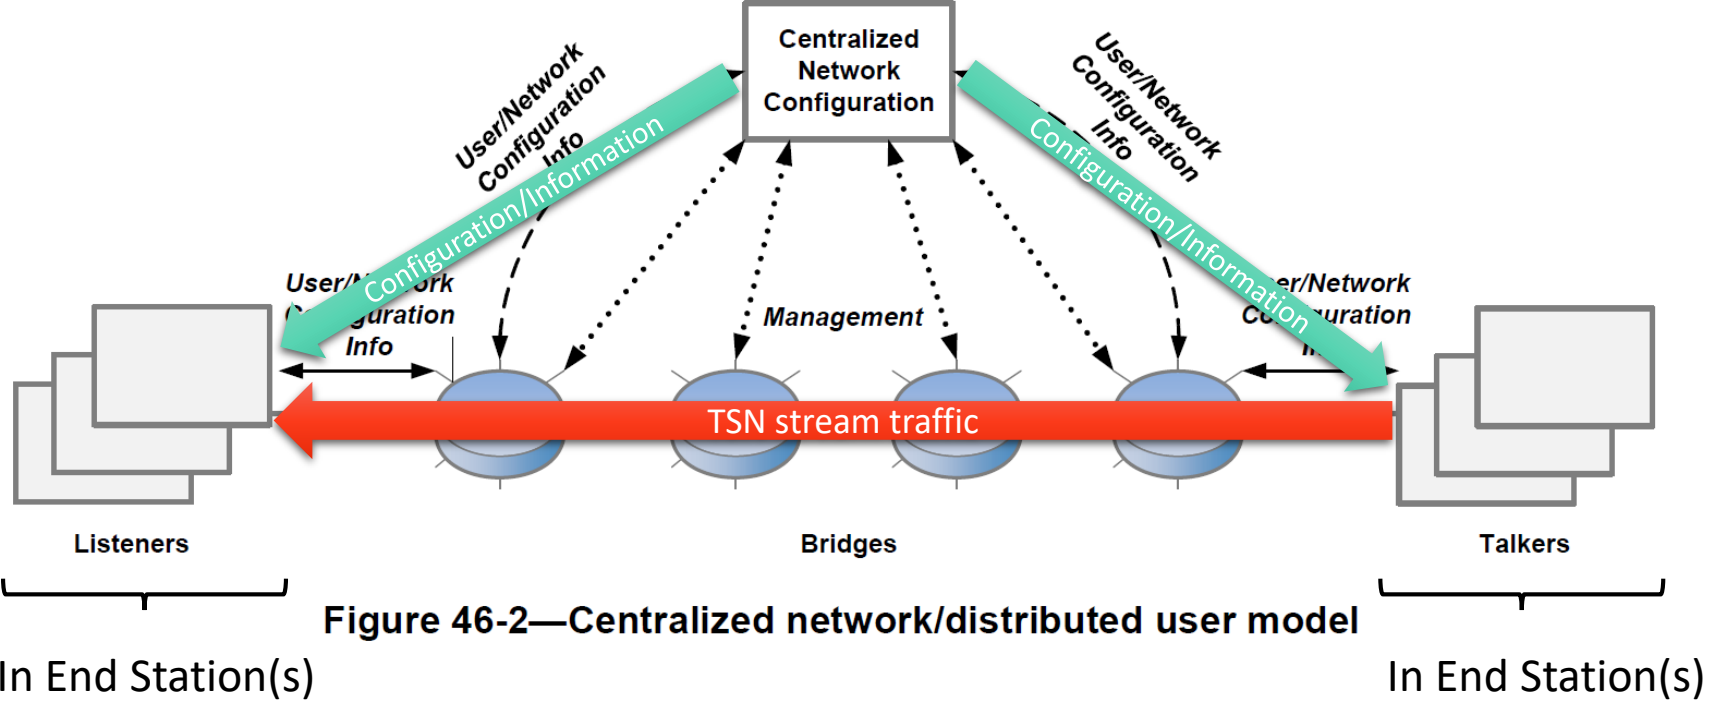 Centralized
Network
Configuration
User/Network
Configuration
Info
Configuration/Information
User/Network
Configuration
Info
Configuration/Information
User/Network
Configuration
Info
Management
TSN stream traffic
Listeners
Bridges
Talkers
Figure 46-2—Centralized network/distributed user model
In End Station(s)
In End Station(s)